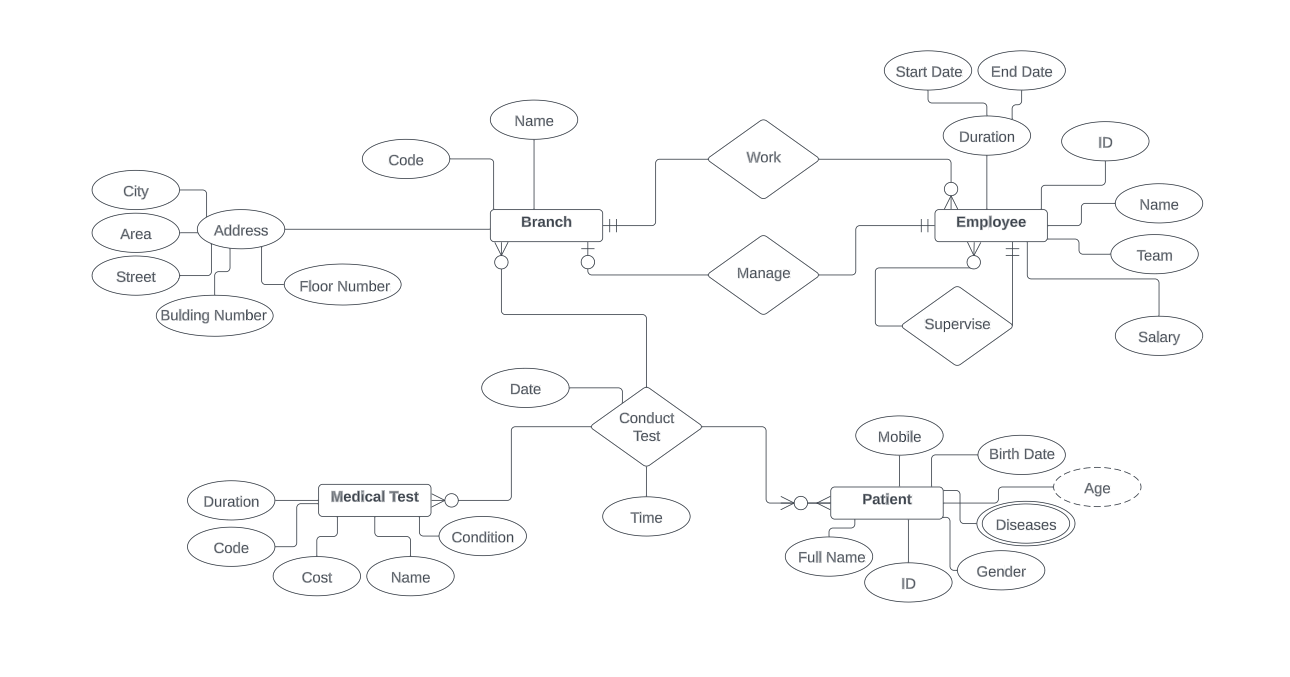 Start Date
End Date
Name
Work
Duration
ID
Code
City
Name
Area
Address
Branch
Employee
Team
Street
Manage
Floor Number
Bulding Number
Supervise
Salary
Date
Conduct
Test
Mobile
Birth Date
Medical Test
Patient
Age
Duration
Time
Diseases
Code
Condition
Full Name
Cost
Name
ID
Gender